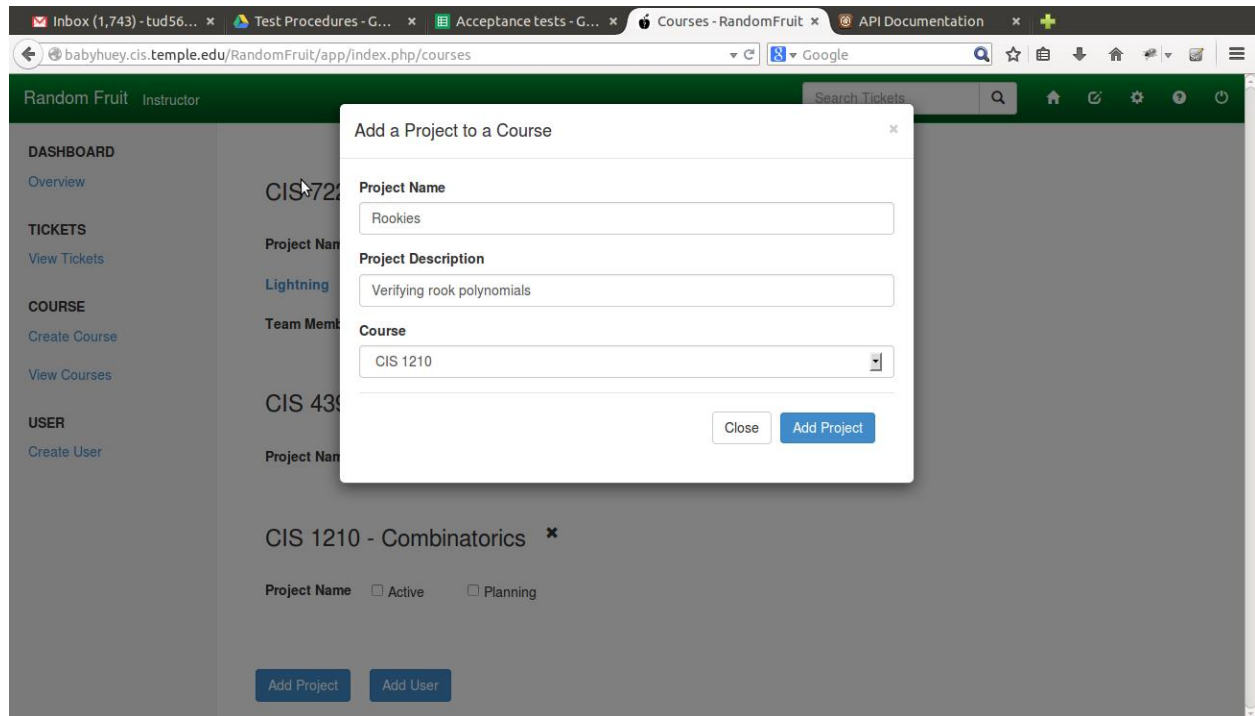 Inbox (1,743) - tud56... × Test Procedures - G... × Acceptance tests - G... × Courses - RandomFruit × API Documentation ×
babyhuey.cis.temple.edu/RandomFruit/app/index.php/courses Google
Random Fruit Instructor Search Tickets
Add a Project to a Course ×
DASHBOARD
Overview
CIS 722
Project Name
Rookies
TICKETS
View Tickets
Project Nam
Project Description
Lightning
Verifying rook polynomials
COURSE
Create Course
Team Memb
Course
CIS 1210
View Courses
CIS 439
USER
Close Add Project
Create User
Project Nam
CIS 1210 - Combinatorics ×
Project Name Active Planning
Add Project Add User